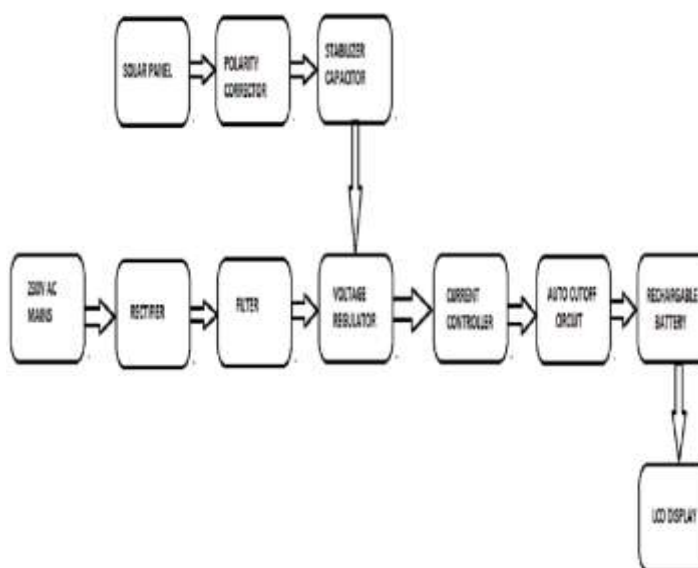 SOLAR PANEL
POLARITY
CORRECTOR
STABILIZER
CAPACITOR
230V AC
MAINS
RECTIFIER
FILTER
VOLTAGE
REGULATOR
CURRENT
CONTROLLER
AUTO CUTOFF
CIRCUIT
RECHARGABLE
BATTERY
LCD DISPLAY